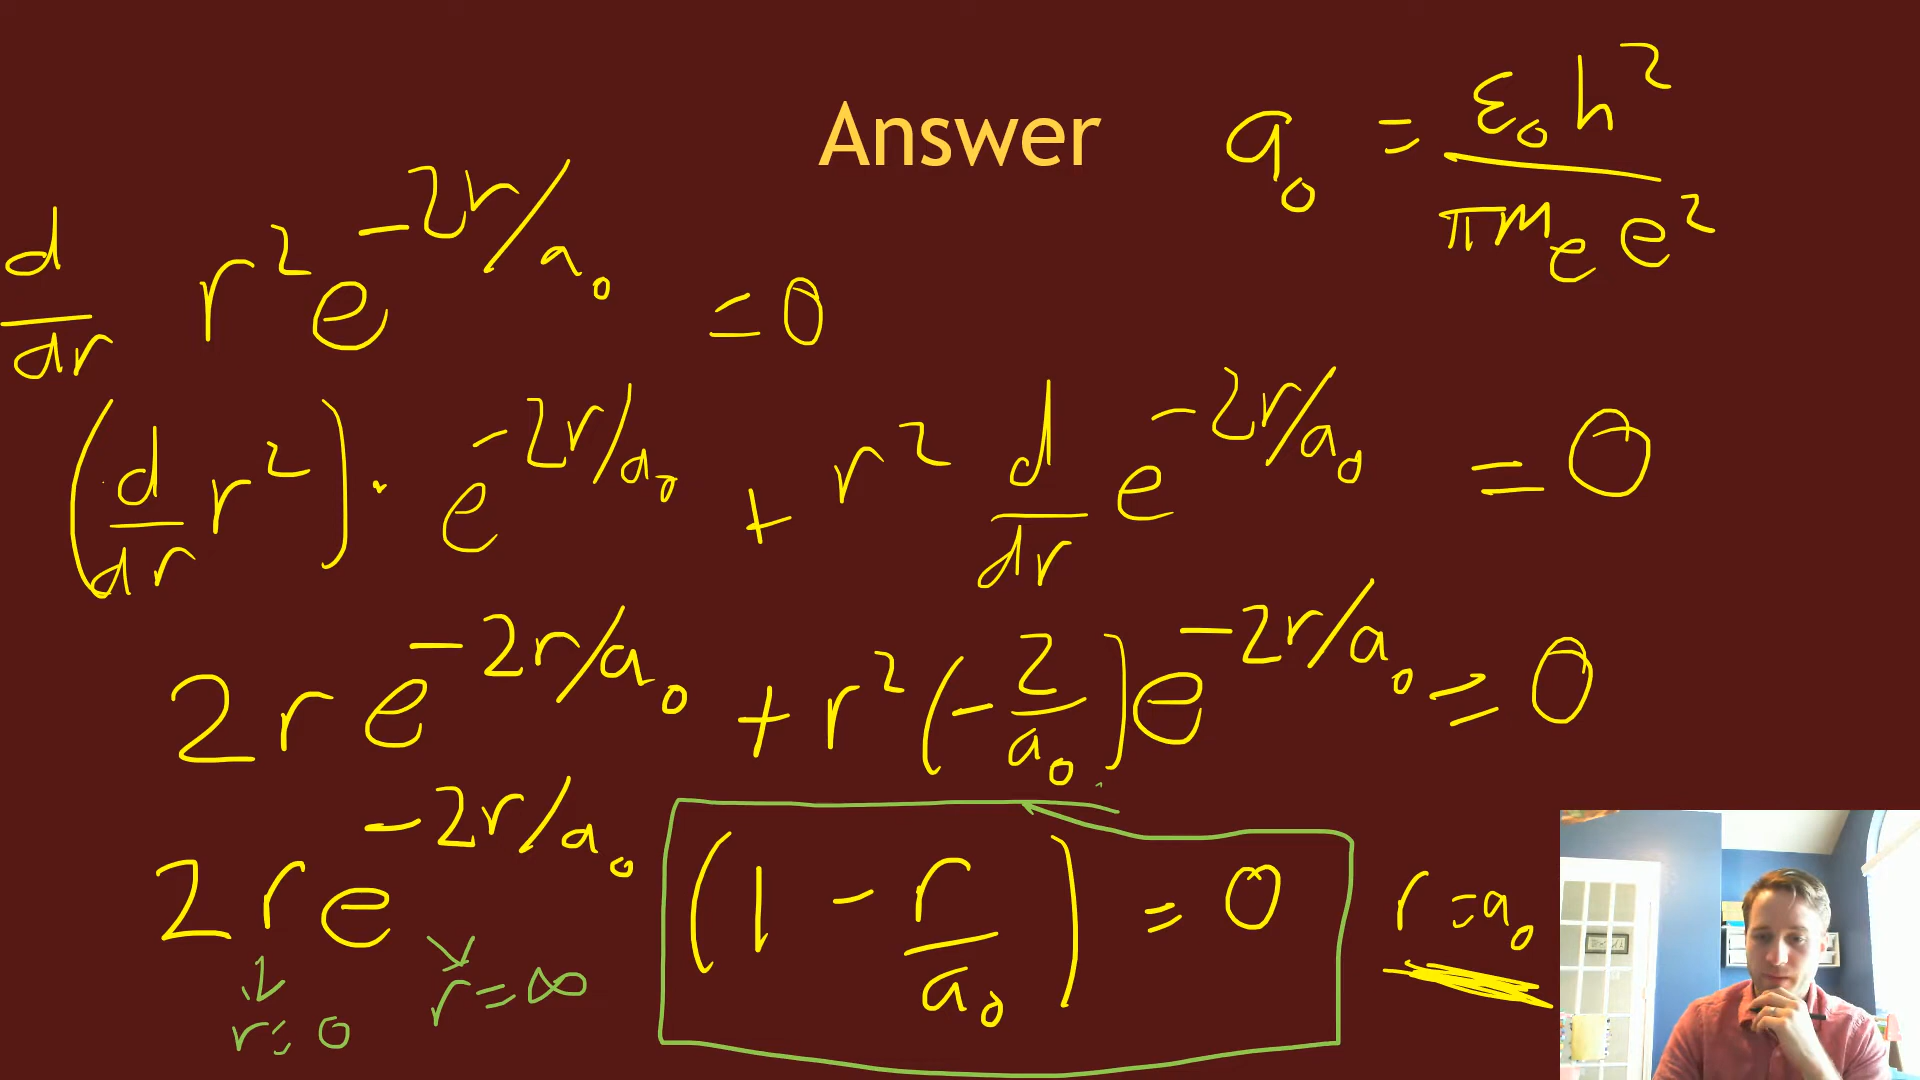 Answer
a₀ = ε₀h² / πmₑe²
d/dr r²e^(-2r/a₀) = 0
(d/dr r²) · e^(-2r/a₀) + r² d/dr e^(-2r/a₀) = 0
2re^(-2r/a₀) + r²(-2/a₀)e^(-2r/a₀) = 0
2re^(-2r/a₀) (1 - r/a₀) = 0 r = a₀
r = 0 r = ∞